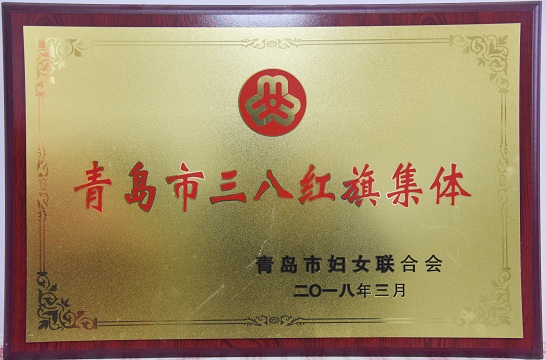 青岛市三八红旗集体
青岛市妇女联合会
二〇一八年三月